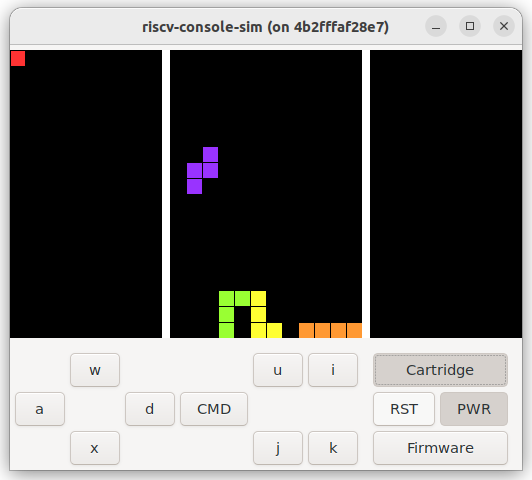 riscv-console-sim (on 4b2fffaf28e7)
w
u
i
Cartridge
a
d
CMD
RST
PWR
x
j
k
Firmware